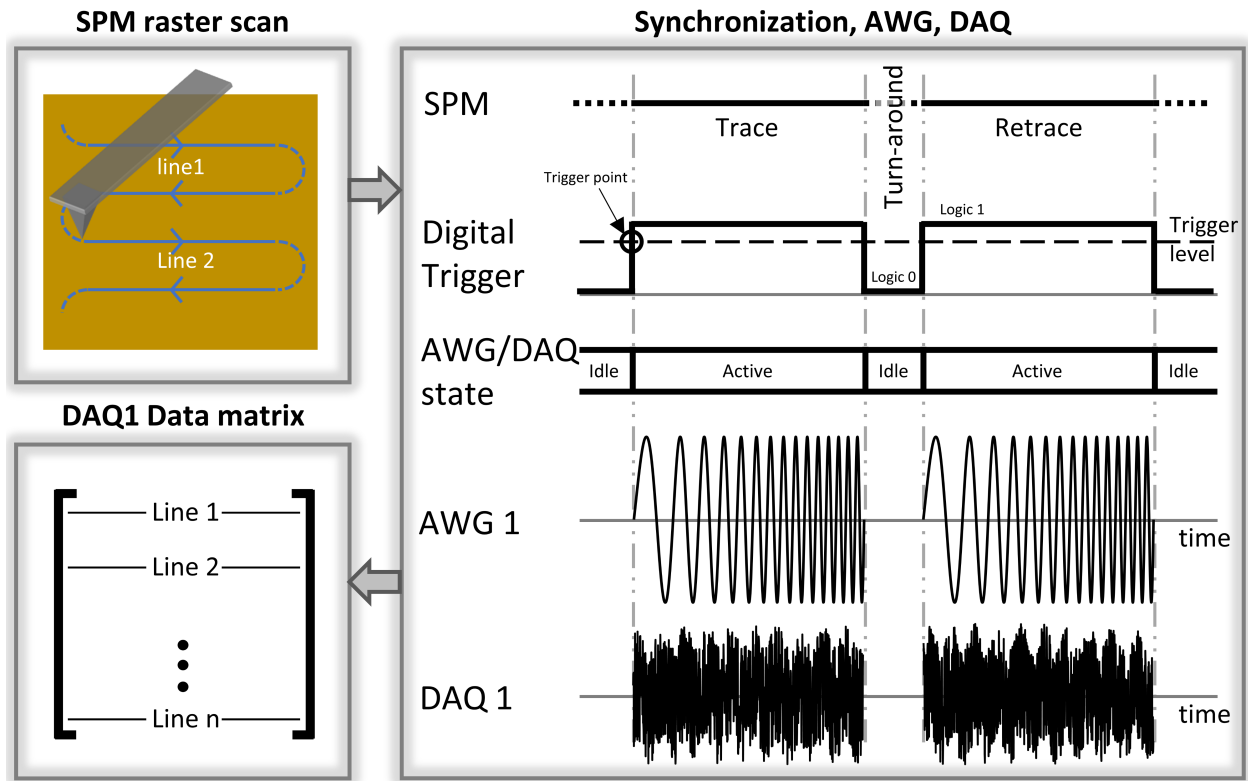 SPM raster scan
line1
Line 2
Synchronization, AWG, DAQ
SPM
Trace
Turn-around
Retrace
Trigger point
Digital
Trigger
Logic 1
Logic 0
Trigger
level
AWG/DAQ
state
Idle
Active
Idle
Active
Idle
AWG 1
time
DAQ 1
time
DAQ1 Data matrix
Line 1
Line 2
Line n